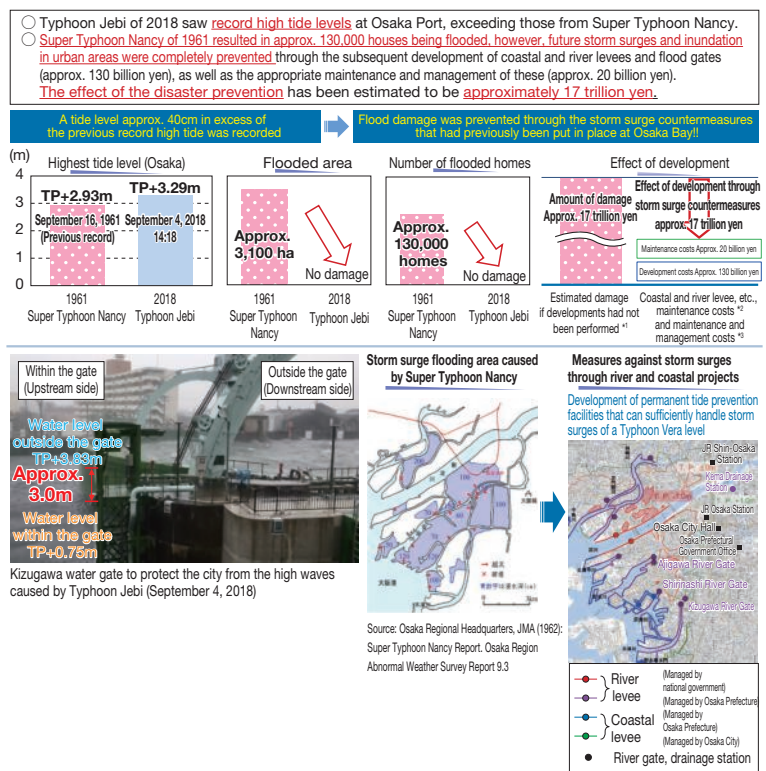 ○ Typhoon Jebi of 2018 saw record high tide levels at Osaka Port, exceeding those from Super Typhoon Nancy.
○ Super Typhoon Nancy of 1961 resulted in approx. 130,000 houses being flooded, however, future storm surges and inundation
in urban areas were completely prevented through the subsequent development of coastal and river levees and flood gates
(approx. 130 billion yen), as well as the appropriate maintenance and management of these (approx. 20 billion yen).
The effect of the disaster prevention has been estimated to be approximately 17 trillion yen.
A tide level approx. 40cm in excess of
the previous record high tide was recorded
Flood damage was prevented through the storm surge countermeasures
that had previously been put in place at Osaka Bay!!
(m)
Highest tide level (Osaka)
4
3
2
1
0
TP+2.93m
September 16, 1961
(Previous record)
TP+3.29m
September 4, 2018
14:18
1961
Super Typhoon Nancy
2018
Typhoon Jebi
Flooded area
Approx.
3,100 ha
No damage
1961
Super Typhoon
Nancy
2018
Typhoon Jebi
Number of flooded homes
Approx.
130,000
homes
No damage
1961
Super Typhoon
Nancy
2018
Typhoon Jebi
Effect of development
Amount of damage
Approx. 17 trillion yen
Effect of development through
storm surge countermeasures
approx. 17 trillion yen
Maintenance costs Approx. 20 billion yen
Development costs Approx. 130 billion yen
Estimated damage
if developments had not
been performed *1
Coastal and river levee, etc.,
maintenance costs *2
and maintenance and
management costs *3
Within the gate
(Upstream side)
Outside the gate
(Downstream side)
Water level
outside the gate
TP+3.83m
Approx.
3.0m
Water level
within the gate
TP+0.75m
Kizugawa water gate to protect the city from the high waves
caused by Typhoon Jebi (September 4, 2018)
Storm surge flooding area caused
by Super Typhoon Nancy
大阪港
Source: Osaka Regional Headquarters, JMA (1962):
Super Typhoon Nancy Report. Osaka Region
Abnormal Weather Survey Report 9.3
Measures against storm surges
through river and coastal projects
Development of permanent tide prevention
facilities that can sufficiently handle storm
surges of a Typhoon Vera level
JR Shin-Osaka
Station
Kema Drainage
Station
JR Osaka Station
Osaka City Hall
Osaka Prefectural
Government Office
Ajigawa River Gate
Shirinashi River Gate
Kizugawa River Gate
River
levee
(Managed by
national government)
(Managed by Osaka Prefecture)
Coastal
levee
(Managed by
Osaka Prefecture)
(Managed by Osaka City)
River gate, drainage station